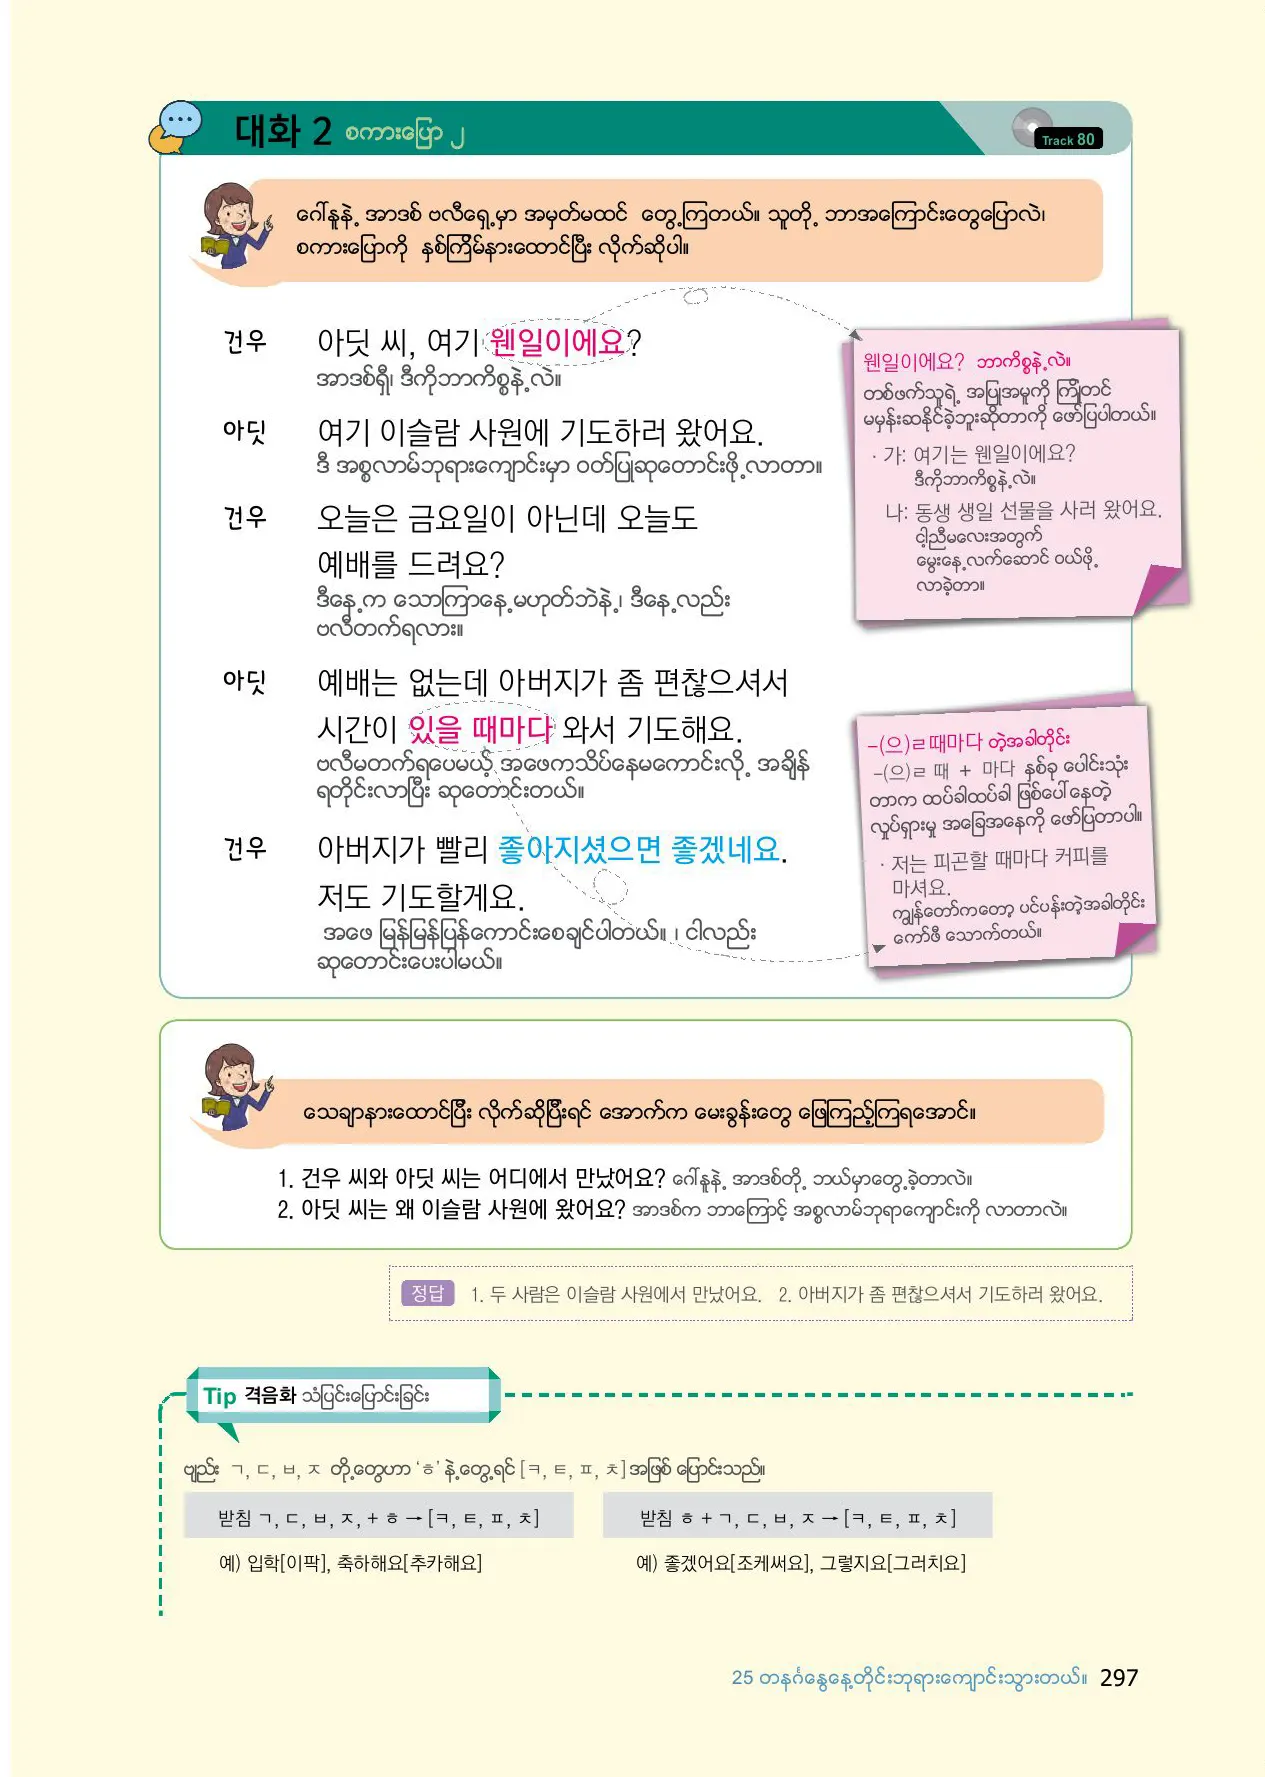 대화 2 စကားပြော ၂
Track 80
ဂေါ်နူနဲ့ အာဒစ် ဗလီရှေ့မှာ အမှတ်မထင် တွေ့ကြတယ်။ သူတို့ ဘာအကြောင်းတွေပြောလဲ၊
စကားပြောကို နှစ်ကြိမ်နားထောင်ပြီး လိုက်ဆိုပါ။
건우 아딧 씨, 여기 웬일이에요?
အာဒစ်ရှီ၊ ဒီကိုဘာကိစ္စနဲ့လဲ။
아딧 여기 이슬람 사원에 기도하러 왔어요.
ဒီ အစ္စလာမ်ဘုရားကျောင်းမှာ ဝတ်ပြုဆုတောင်းဖို့လာတာ။
건우 오늘은 금요일이 아닌데 오늘도
예배를 드려요?
ဒီနေ့က သောကြာနေ့မဟုတ်ဘဲနဲ့၊ ဒီနေ့လည်း
ဗလီတက်ရလား။
아딧 예배는 없는데 아버지가 좀 편찮으셔서
시간이 있을 때마다 와서 기도해요.
ဗလီမတက်ရပေမယ့် အဖေကသိပ်နေမကောင်းလို့ အချိန်
ရတိုင်းလာပြီး ဆုတောင်းတယ်။
건우 아버지가 빨리 좋아지셨으면 좋겠네요.
저도 기도할게요.
အဖေ မြန်မြန်ပြန်ကောင်းစေချင်ပါတယ်။ ၊ ငါလည်း
ဆုတောင်းပေးပါမယ်။
웬일이에요? ဘာကိစ္စနဲ့လဲ။
တစ်ဖက်သူရဲ့ အပြုအမူကို ကြိုတင်
မမှန်းဆနိုင်ခဲ့ဘူးဆိုတာကို ဖော်ပြပါတယ်။
· 가: 여기는 웬일이에요?
ဒီကိုဘာကိစ္စနဲ့လဲ။
나: 동생 생일 선물을 사러 왔어요.
ငါ့ညီမလေးအတွက်
မွေးနေ့လက်ဆောင် ဝယ်ဖို့
လာခဲ့တာ။
-(으)ㄹ때마다 တဲ့အခါတိုင်း
-(으)ㄹ 때 + 마다 နှစ်ခု ပေါင်းသုံး
တာက ထပ်ခါထပ်ခါ ဖြစ်ပေါ်နေတဲ့
လှုပ်ရှားမှု အခြေအနေကို ဖော်ပြတာပါ။
· 저는 피곤할 때마다 커피를
마셔요.
ကျွန်တော်ကတော့ ပင်ပန်းတဲ့အခါတိုင်း
ကော်ဖီ သောက်တယ်။
သေချာနားထောင်ပြီး လိုက်ဆိုပြီးရင် အောက်က မေးခွန်းတွေ ဖြေကြည့်ကြရအောင်။
1. 건우 씨와 아딧 씨는 어디에서 만났어요? ဂေါ်နူနဲ့ အာဒစ်တို့ ဘယ်မှာတွေ့ခဲ့တာလဲ။
2. 아딧 씨는 왜 이슬람 사원에 왔어요? အာဒစ်က ဘာကြောင့် အစ္စလာမ်ဘုရာကျောင်းကို လာတာလဲ။
정답 1. 두 사람은 이슬람 사원에서 만났어요. 2. 아버지가 좀 편찮으셔서 기도하러 왔어요.
Tip 격음화 သံပြင်းပြောင်းခြင်း
ဗျည်း ㄱ, ㄷ, ㅂ, ㅈ တို့တွေဟာ ‘ㅎ’ နဲ့တွေ့ရင် [ㅋ, ㅌ, ㅍ, ㅊ] အဖြစ် ပြောင်းသည်။
받침 ㄱ, ㄷ, ㅂ, ㅈ, + ㅎ → [ㅋ, ㅌ, ㅍ, ㅊ]
예) 입학[이팍], 축하해요[추카해요]
받침 ㅎ + ㄱ, ㄷ, ㅂ, ㅈ → [ㅋ, ㅌ, ㅍ, ㅊ]
예) 좋겠어요[조케써요], 그렇지요[그러치요]
25 တနင်္ဂနွေနေ့တိုင်းဘုရားကျောင်းသွားတယ်။ 297